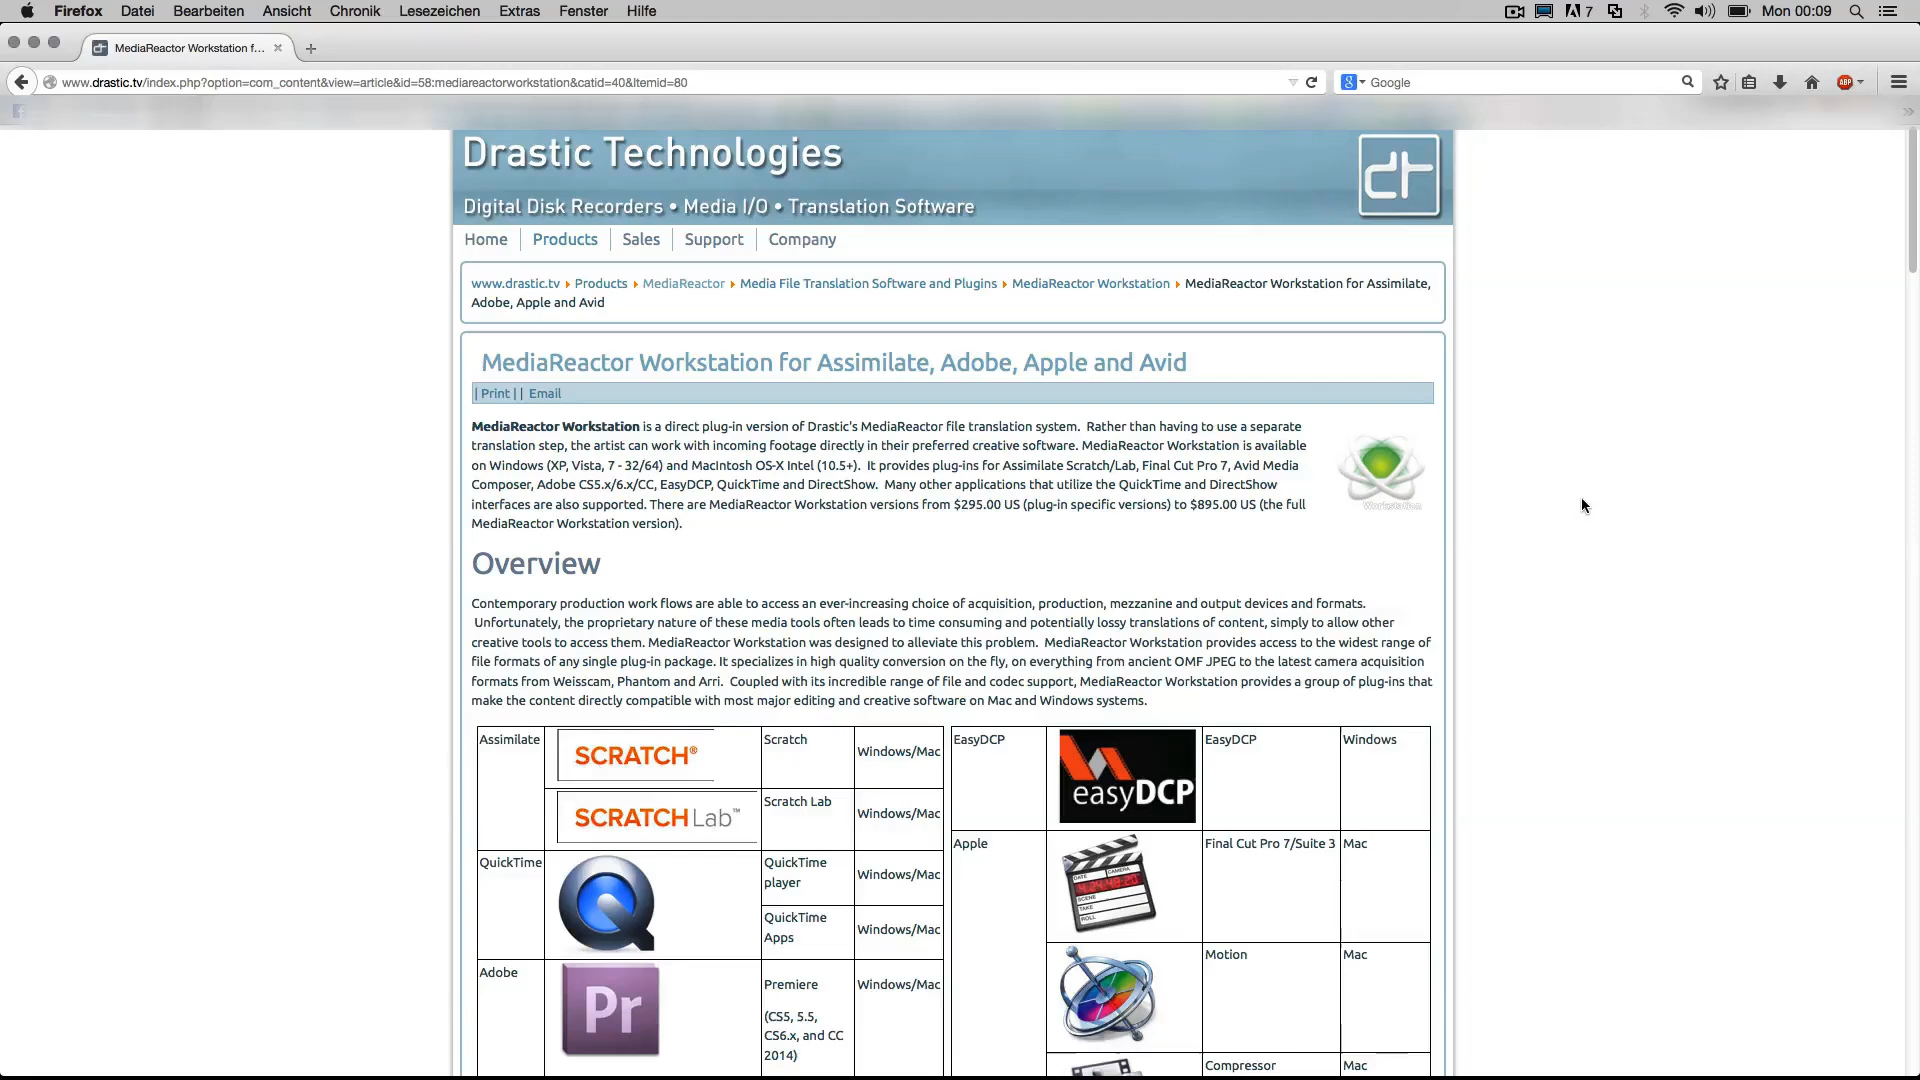 Firefox Datei Bearbeiten Ansicht Chronik Lesezeichen Extras Fenster Hilfe 7 Mon 00:09
MediaReactor Workstation f...
www.drastic.tv/index.php?option=com_content&view=article&id=58:mediareactorworkstation&catid=40&Itemid=80
Google
ABP
Drastic Technologies
Digital Disk Recorders • Media I/O • Translation Software
Home Products Sales Support Company
www.drastic.tv Products MediaReactor Media File Translation Software and Plugins MediaReactor Workstation MediaReactor Workstation for Assimilate,
Adobe, Apple and Avid
MediaReactor Workstation for Assimilate, Adobe, Apple and Avid
| Print | | Email
MediaReactor Workstation is a direct plug-in version of Drastic's MediaReactor file translation system. Rather than having to use a separate
translation step, the artist can work with incoming footage directly in their preferred creative software. MediaReactor Workstation is available
on Windows (XP, Vista, 7 - 32/64) and MacIntosh OS-X Intel (10.5+). It provides plug-ins for Assimilate Scratch/Lab, Final Cut Pro 7, Avid Media
Composer, Adobe CS5.x/6.x/CC, EasyDCP, QuickTime and DirectShow. Many other applications that utilize the QuickTime and DirectShow
interfaces are also supported. There are MediaReactor Workstation versions from $295.00 US (plug-in specific versions) to $895.00 US (the full
MediaReactor Workstation version).
Workstation
Overview
Contemporary production work flows are able to access an ever-increasing choice of acquisition, production, mezzanine and output devices and formats.
Unfortunately, the proprietary nature of these media tools often leads to time consuming and potentially lossy translations of content, simply to allow other
creative tools to access them. MediaReactor Workstation was designed to alleviate this problem. MediaReactor Workstation provides access to the widest range of
file formats of any single plug-in package. It specializes in high quality conversion on the fly, on everything from ancient OMF JPEG to the latest camera acquisition
formats from Weisscam, Phantom and Arri. Coupled with its incredible range of file and codec support, MediaReactor Workstation provides a group of plug-ins that
make the content directly compatible with most major editing and creative software on Mac and Windows systems.
Assimilate SCRATCH® Scratch Windows/Mac
SCRATCH Lab™ Scratch Lab Windows/Mac
QuickTime QuickTime player Windows/Mac
QuickTime Apps Windows/Mac
Adobe Pr Premiere Windows/Mac
(CS5, 5.5,
CS6.x, and CC
2014)
EasyDCP easyDCP EasyDCP Windows
Apple Final Cut Pro 7/Suite 3 Mac
Motion Mac
Compressor Mac